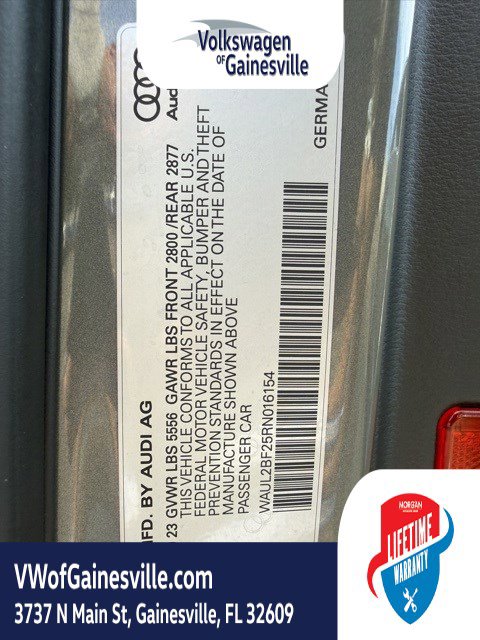 Volkswagen
OF Gainesville
Aud
MFD. BY AUDI AG
GERMA
23 GVWR LBS 5556 GAWR LBS FRONT 2800/REAR 2877
THIS VEHICLE CONFORMS TO ALL APPLICABLE U.S.
FEDERAL MOTOR VEHICLE SAFETY, BUMPER AND THEFT
PREVENTION STANDARDS IN EFFECT ON THE DATE OF
MANUFACTURE SHOWN ABOVE
PASSENGER CAR
WAUL2BF25RN016154
MORGAN
LIFETIME
WARRANTY
VWofGainesville.com
3737 N Main St, Gainesville, FL 32609